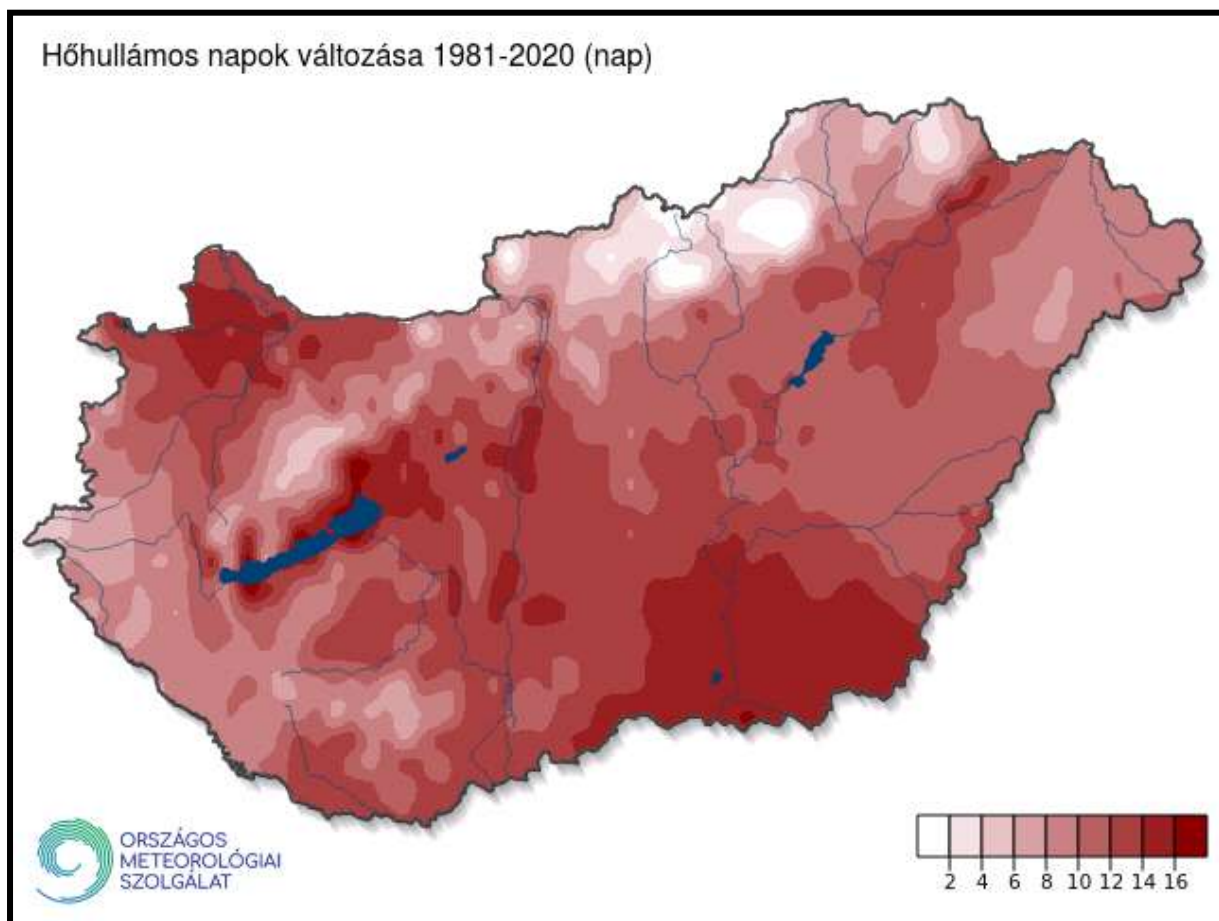 Hőhullámos napok változása 1981-2020 (nap)
ORSZÁGOS
METEOROLÓGIAI
SZOLGÁLAT
2 4 6 8 10 12 14 16